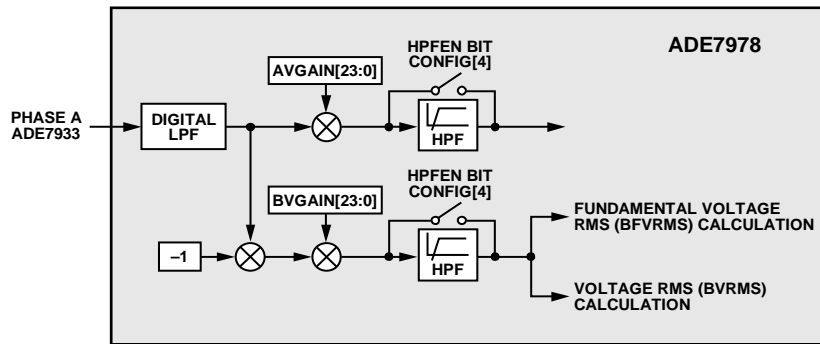 ADE7978
HPFEN BIT
CONFIG[4]
AVGAIN[23:0]
PHASE A
ADE7933
DIGITAL
LPF
HPF
HPFEN BIT
CONFIG[4]
BVGAIN[23:0]
FUNDAMENTAL VOLTAGE
RMS (BFVRMS) CALCULATION
–1
HPF
VOLTAGE RMS (BVRMS)
CALCULATION